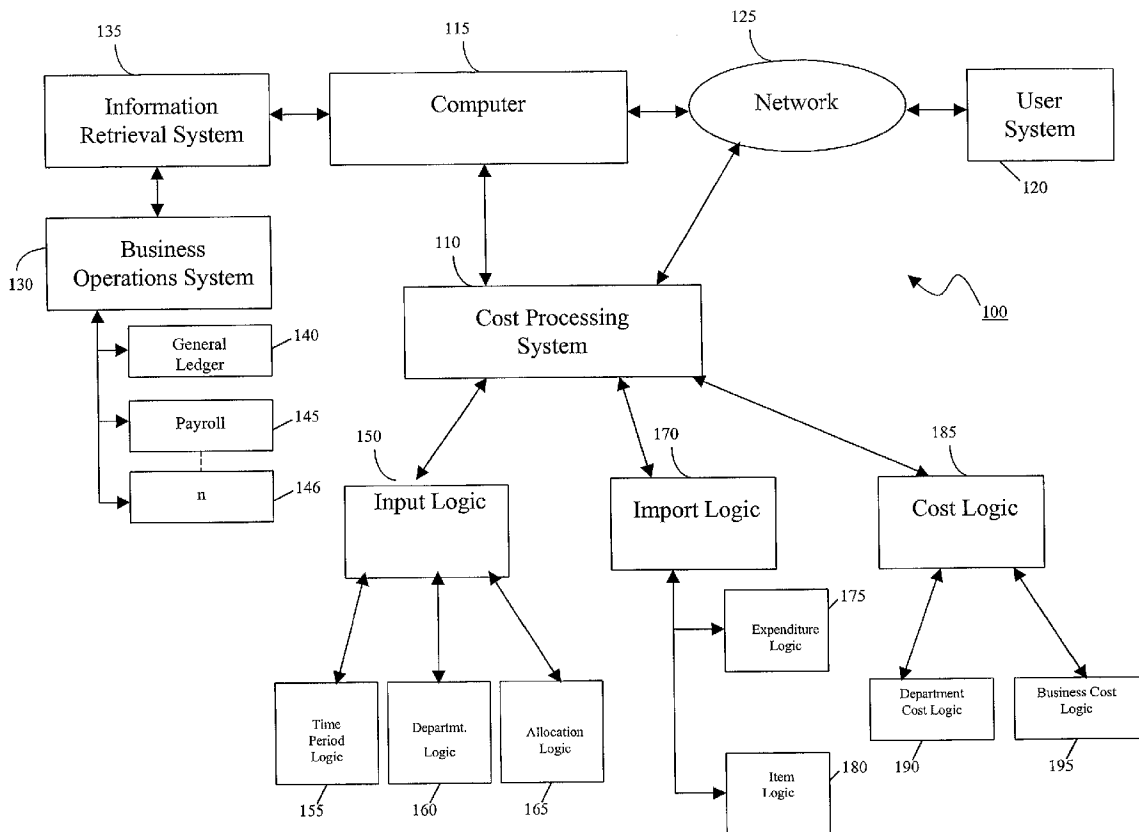 135
115
125
Information
Retrieval System
Computer
Network
User
System
120
Business
Operations System
130
110
Cost Processing
System
100
General
Ledger
140
Payroll
145
n
146
150
Input Logic
170
Import Logic
185
Cost Logic
Expenditure
Logic
175
Time
Period
Logic
155
Departmt.
Logic
160
Allocation
Logic
165
Item
Logic
180
Department
Cost Logic
190
Business Cost
Logic
195